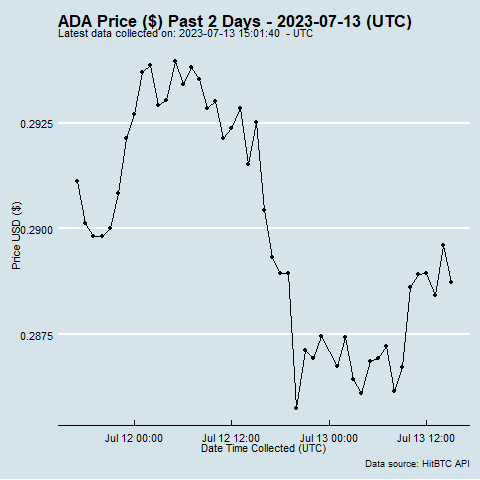 ADA Price ($) Past 2 Days - 2023-07-13 (UTC)
Latest data collected on: 2023-07-13 15:01:40 - UTC
0.2925
0.2900
0.2875
Price USD ($)
Jul 12 00:00 Jul 12 12:00 Jul 13 00:00 Jul 13 12:00
Date Time Collected (UTC)
Data source: HitBTC API